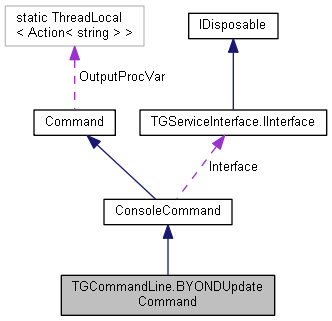 static ThreadLocal
< Action< string > >
IDisposable
OutputProcVar
Command
TGServiceInterface.IInterface
Interface
ConsoleCommand
TGCommandLine.BYONDUpdate
Command